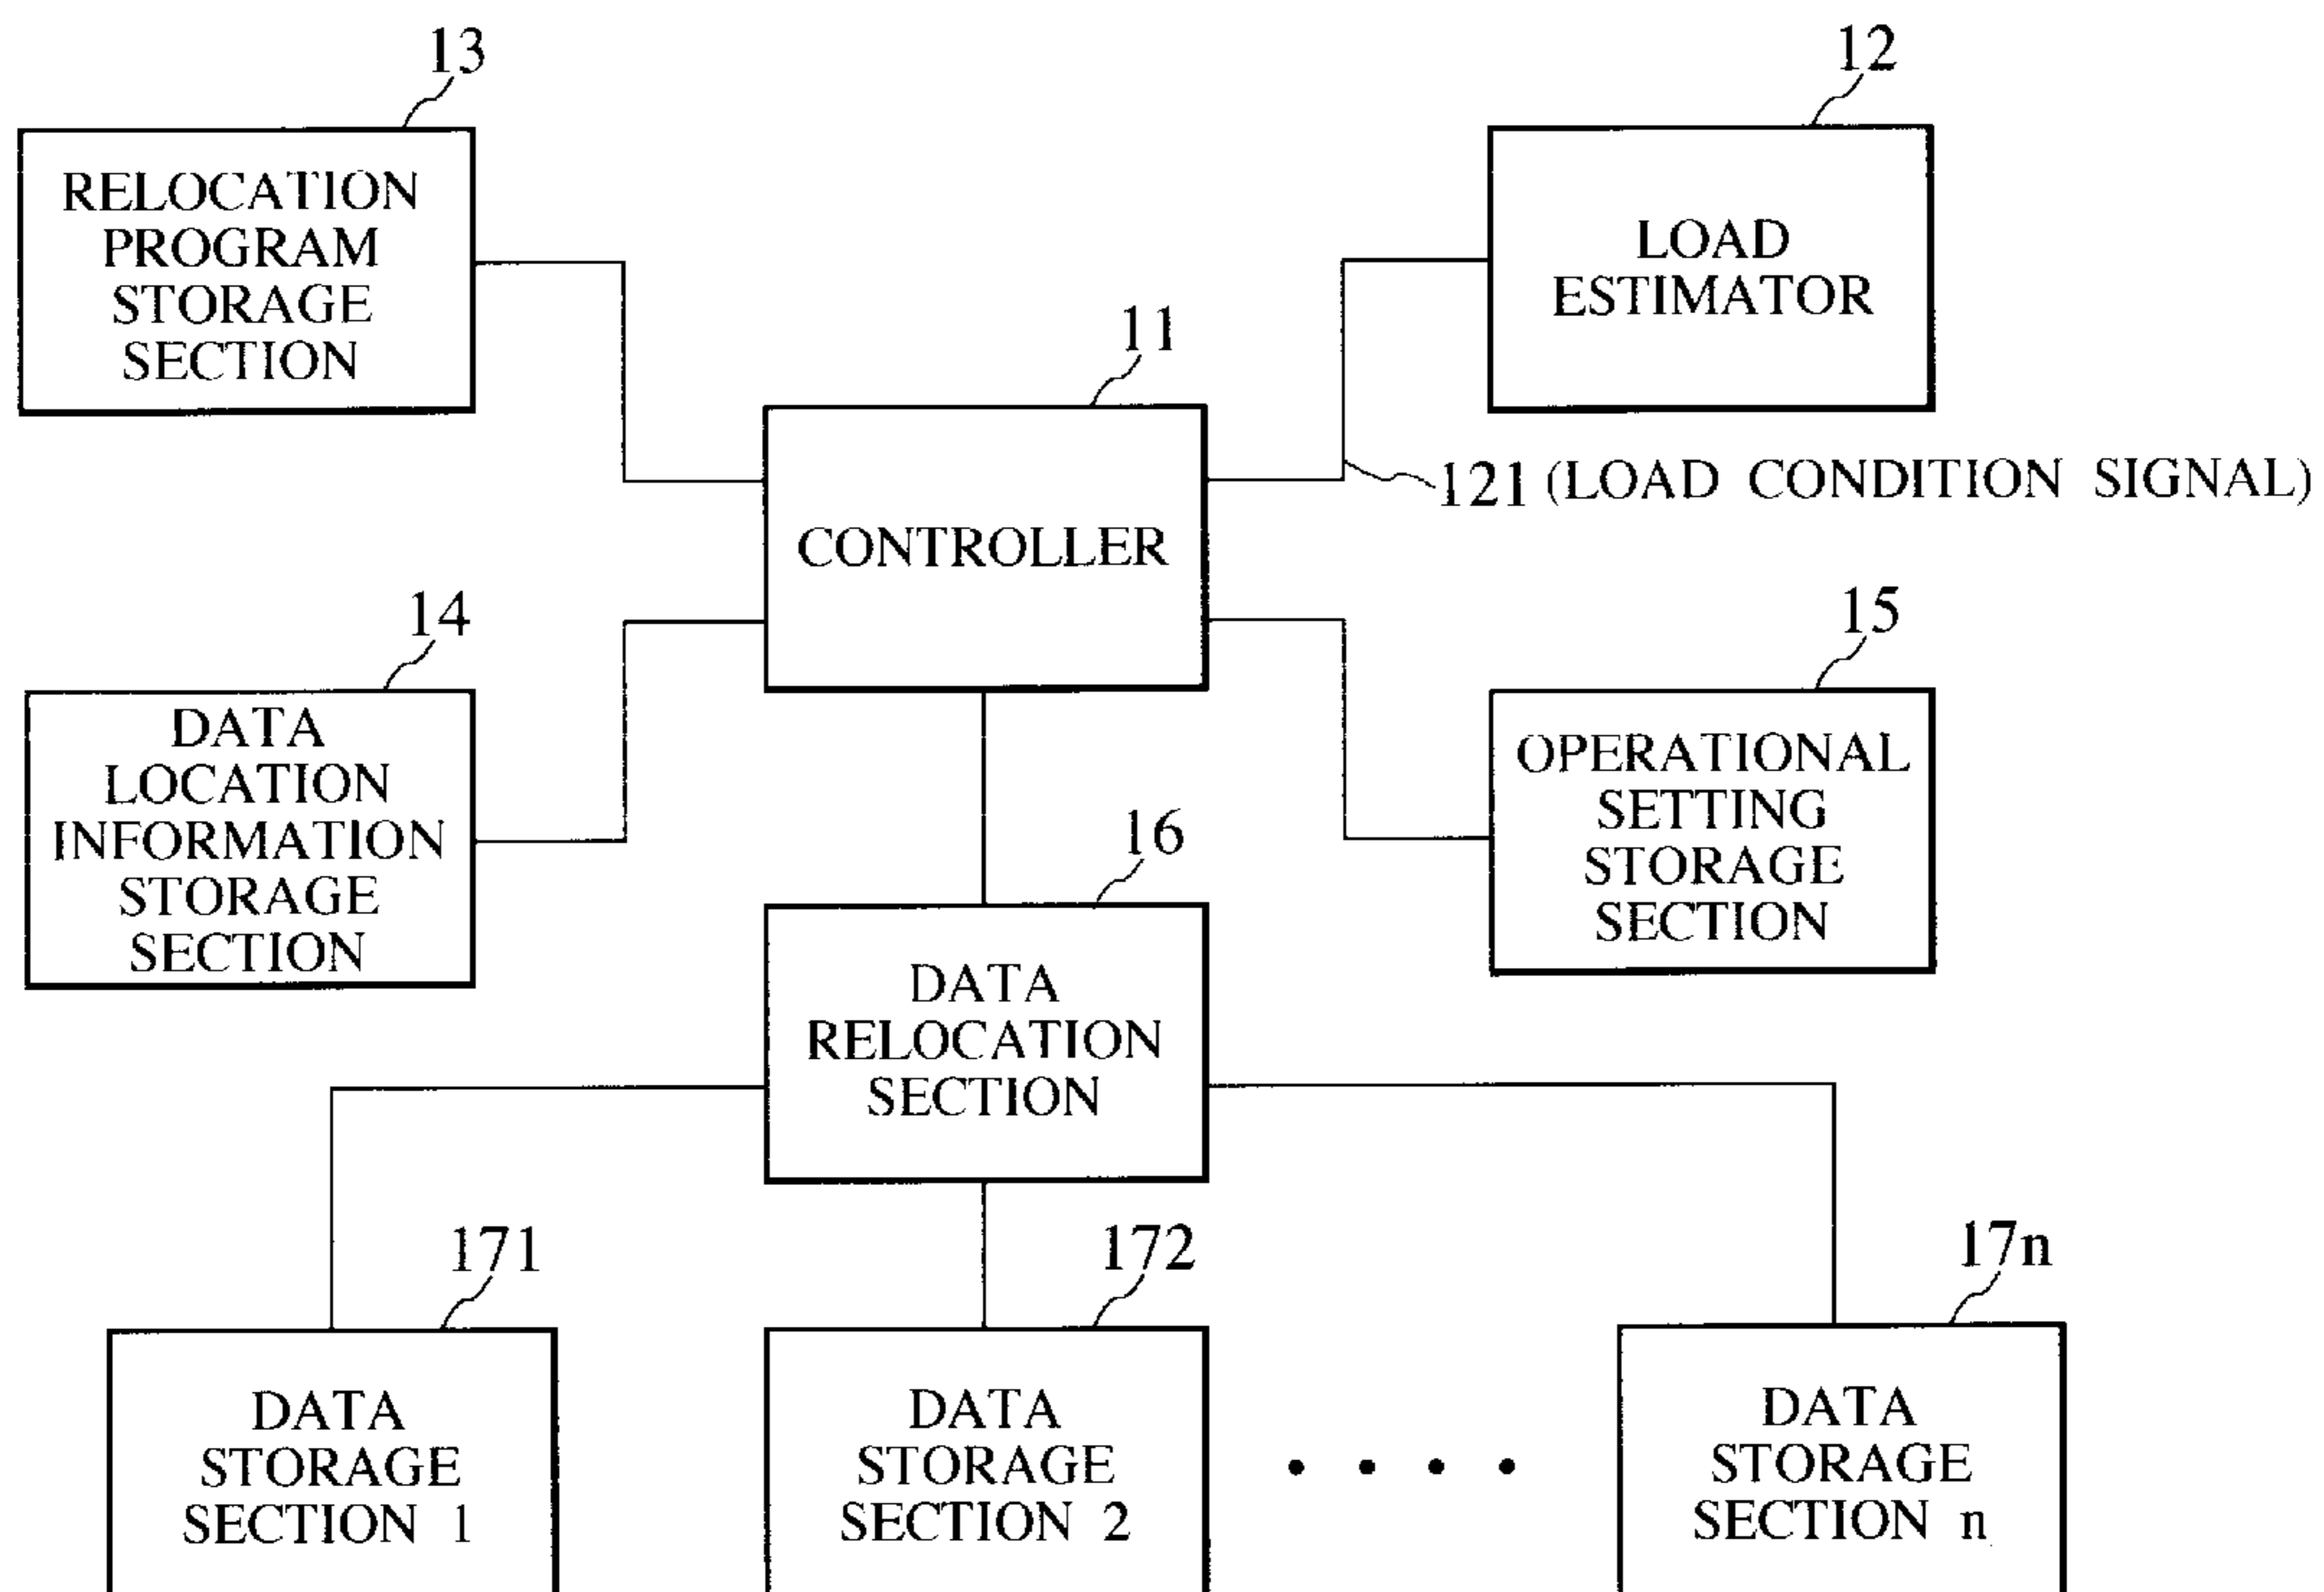 13
RELOCATION
PROGRAM
STORAGE
SECTION
12
LOAD
ESTIMATOR
121 (LOAD CONDITION SIGNAL)
11
CONTROLLER
14
DATA
LOCATION
INFORMATION
STORAGE
SECTION
15
OPERATIONAL
SETTING
STORAGE
SECTION
16
DATA
RELOCATION
SECTION
171
DATA
STORAGE
SECTION 1
172
DATA
STORAGE
SECTION 2
17n
DATA
STORAGE
SECTION n